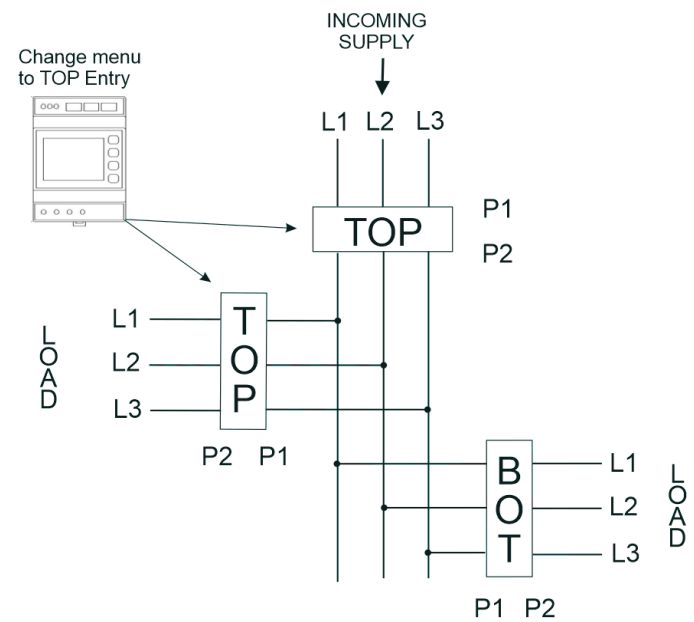 INCOMING
SUPPLY
Change menu
to TOP Entry
L1 L2 L3
TOP
P1
P2
LOAD
L1
L2
L3
TOP
P2 P1
BOT
L1
L2
L3
LOAD
P1 P2